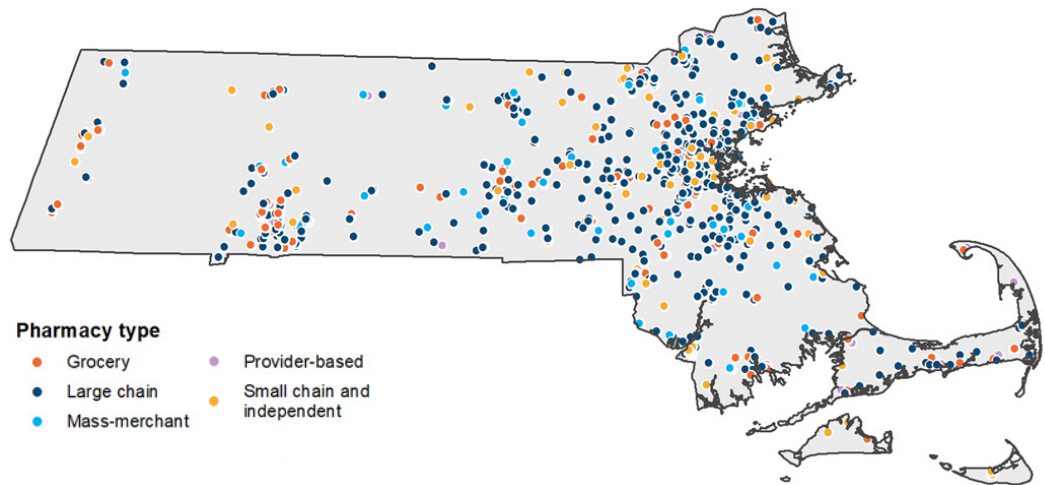 Pharmacy type
Grocery
Large chain
Mass-merchant
Provider-based
Small chain and
independent